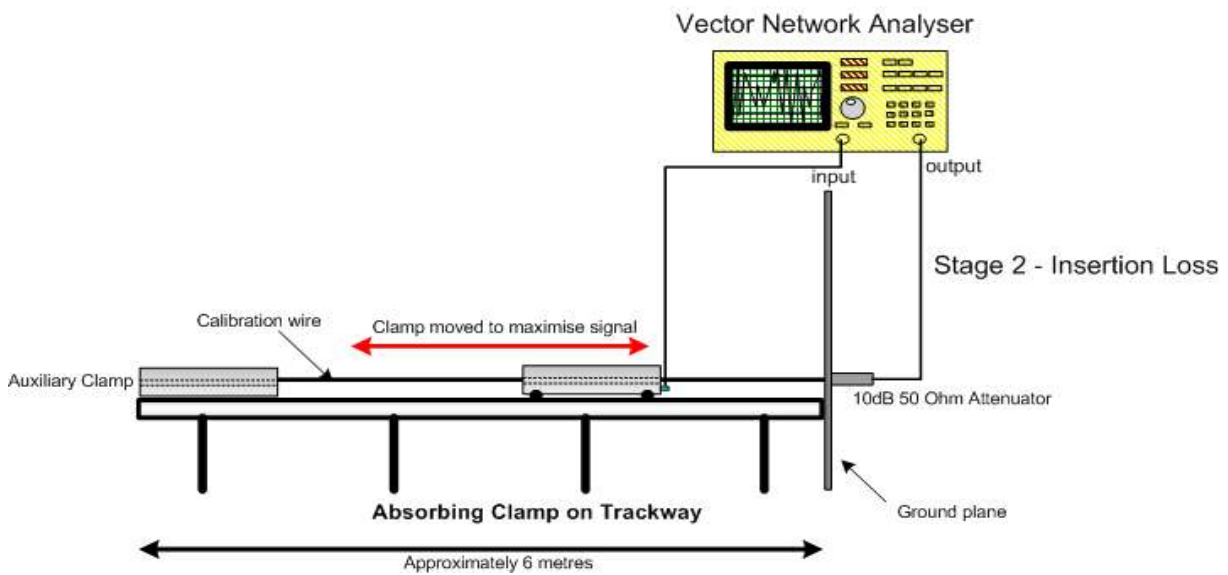 Vector Network Analyser
input
output
Stage 2 - Insertion Loss
Calibration wire
Clamp moved to maximise signal
Auxiliary Clamp
10dB 50 Ohm Attenuator
Absorbing Clamp on Trackway
Ground plane
Approximately 6 metres